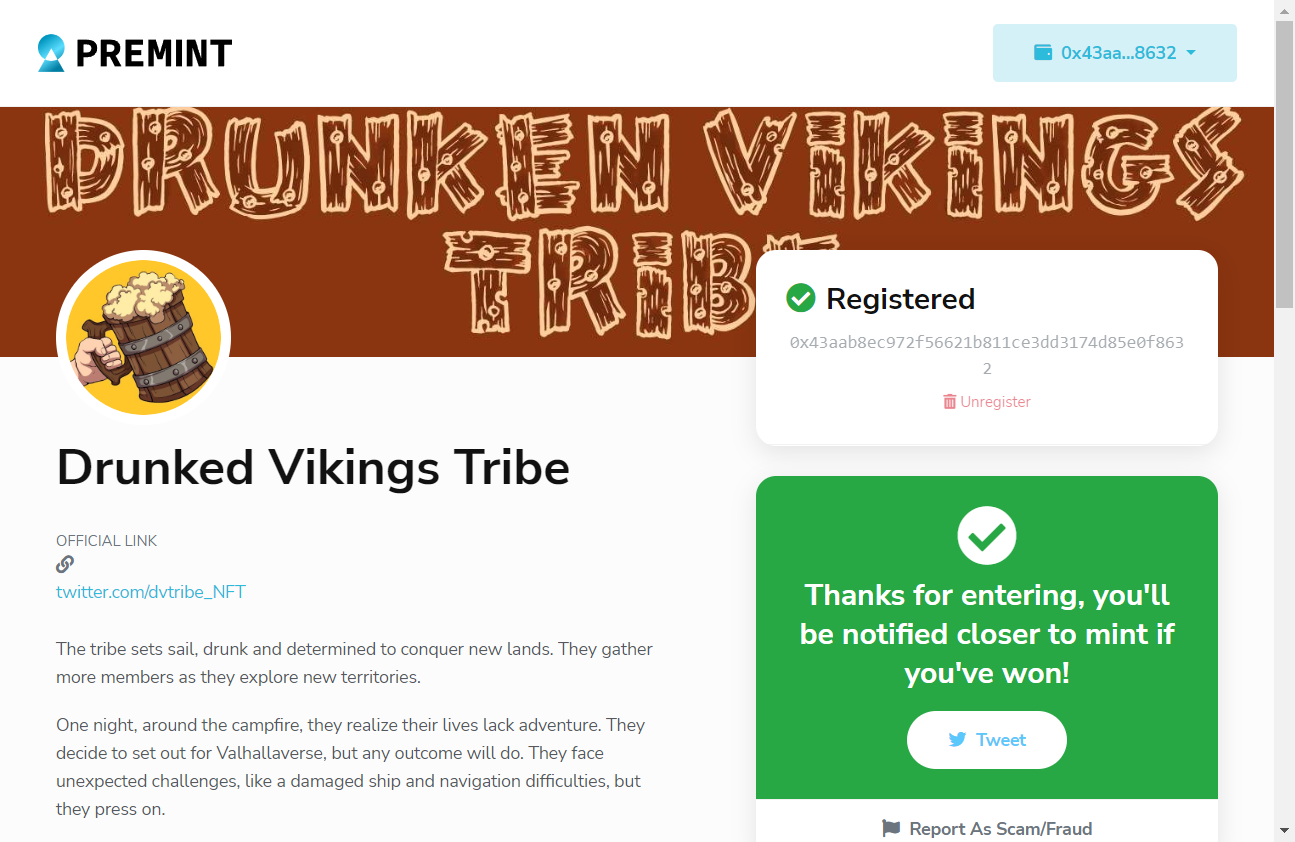 PREMINT
0x43aa...8632
DRUNKEN VIKINGS
TRIBE
Registered
0x43aab8ec972f56621b811ce3dd3174d85e0f863
2
Unregister
Drunked Vikings Tribe
OFFICIAL LINK
twitter.com/dvtribe_NFT
The tribe sets sail, drunk and determined to conquer new lands. They gather
more members as they explore new territories.
One night, around the campfire, they realize their lives lack adventure. They
decide to set out for Valhallaverse, but any outcome will do. They face
unexpected challenges, like a damaged ship and navigation difficulties, but
they press on.
Thanks for entering, you'll
be notified closer to mint if
you've won!
Tweet
Report As Scam/Fraud